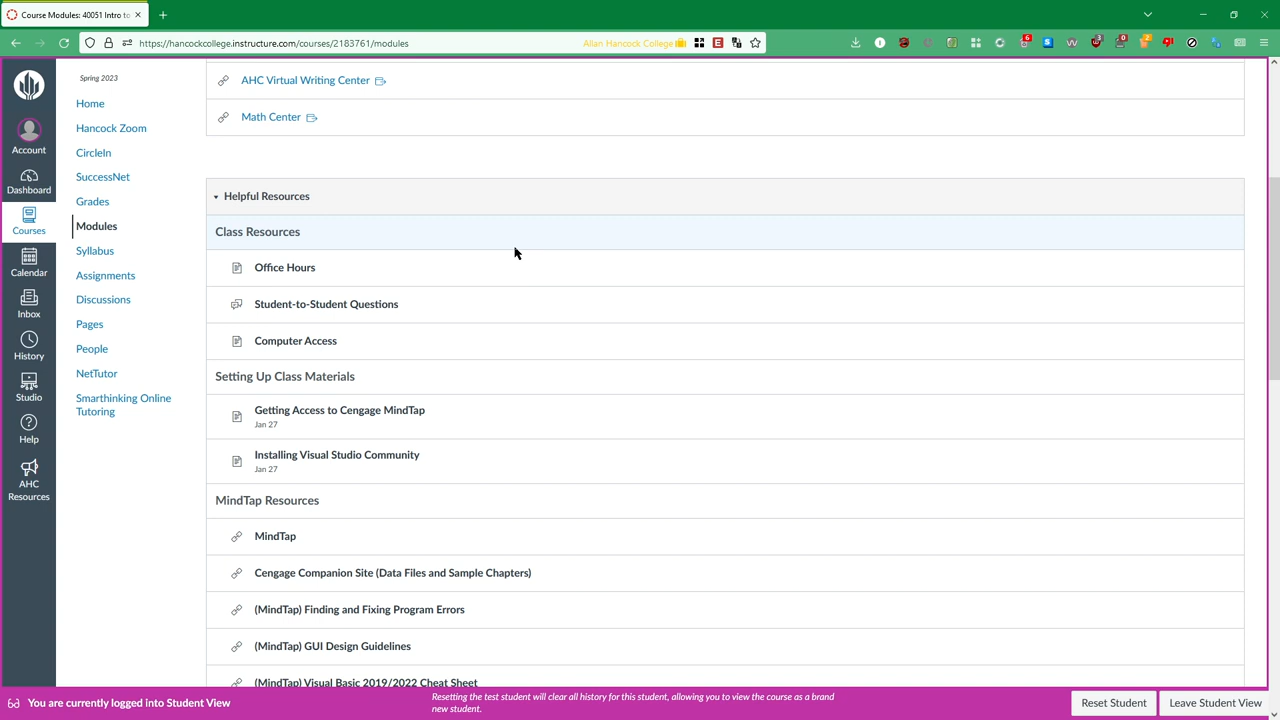 Course Modules: 40051 Intro to
https://hancockcollege.instructure.com/courses/2183761/modules
Allan Hancock College
Account
Dashboard
Courses
Calendar
Inbox
History
Studio
Help
AHC
Resources
Spring 2023
Home
Hancock Zoom
CircleIn
SuccessNet
Grades
Modules
Syllabus
Assignments
Discussions
Pages
People
NetTutor
Smarthinking Online
Tutoring
AHC Virtual Writing Center
Math Center
Helpful Resources
Class Resources
Office Hours
Student-to-Student Questions
Computer Access
Setting Up Class Materials
Getting Access to Cengage MindTap
Jan 27
Installing Visual Studio Community
Jan 27
MindTap Resources
MindTap
Cengage Companion Site (Data Files and Sample Chapters)
(MindTap) Finding and Fixing Program Errors
(MindTap) GUI Design Guidelines
(MindTap) Visual Basic 2019/2022 Cheat Sheet
You are currently logged into Student View
Resetting the test student will clear all history for this student, allowing you to view the course as a brand
new student.
Reset Student
Leave Student View